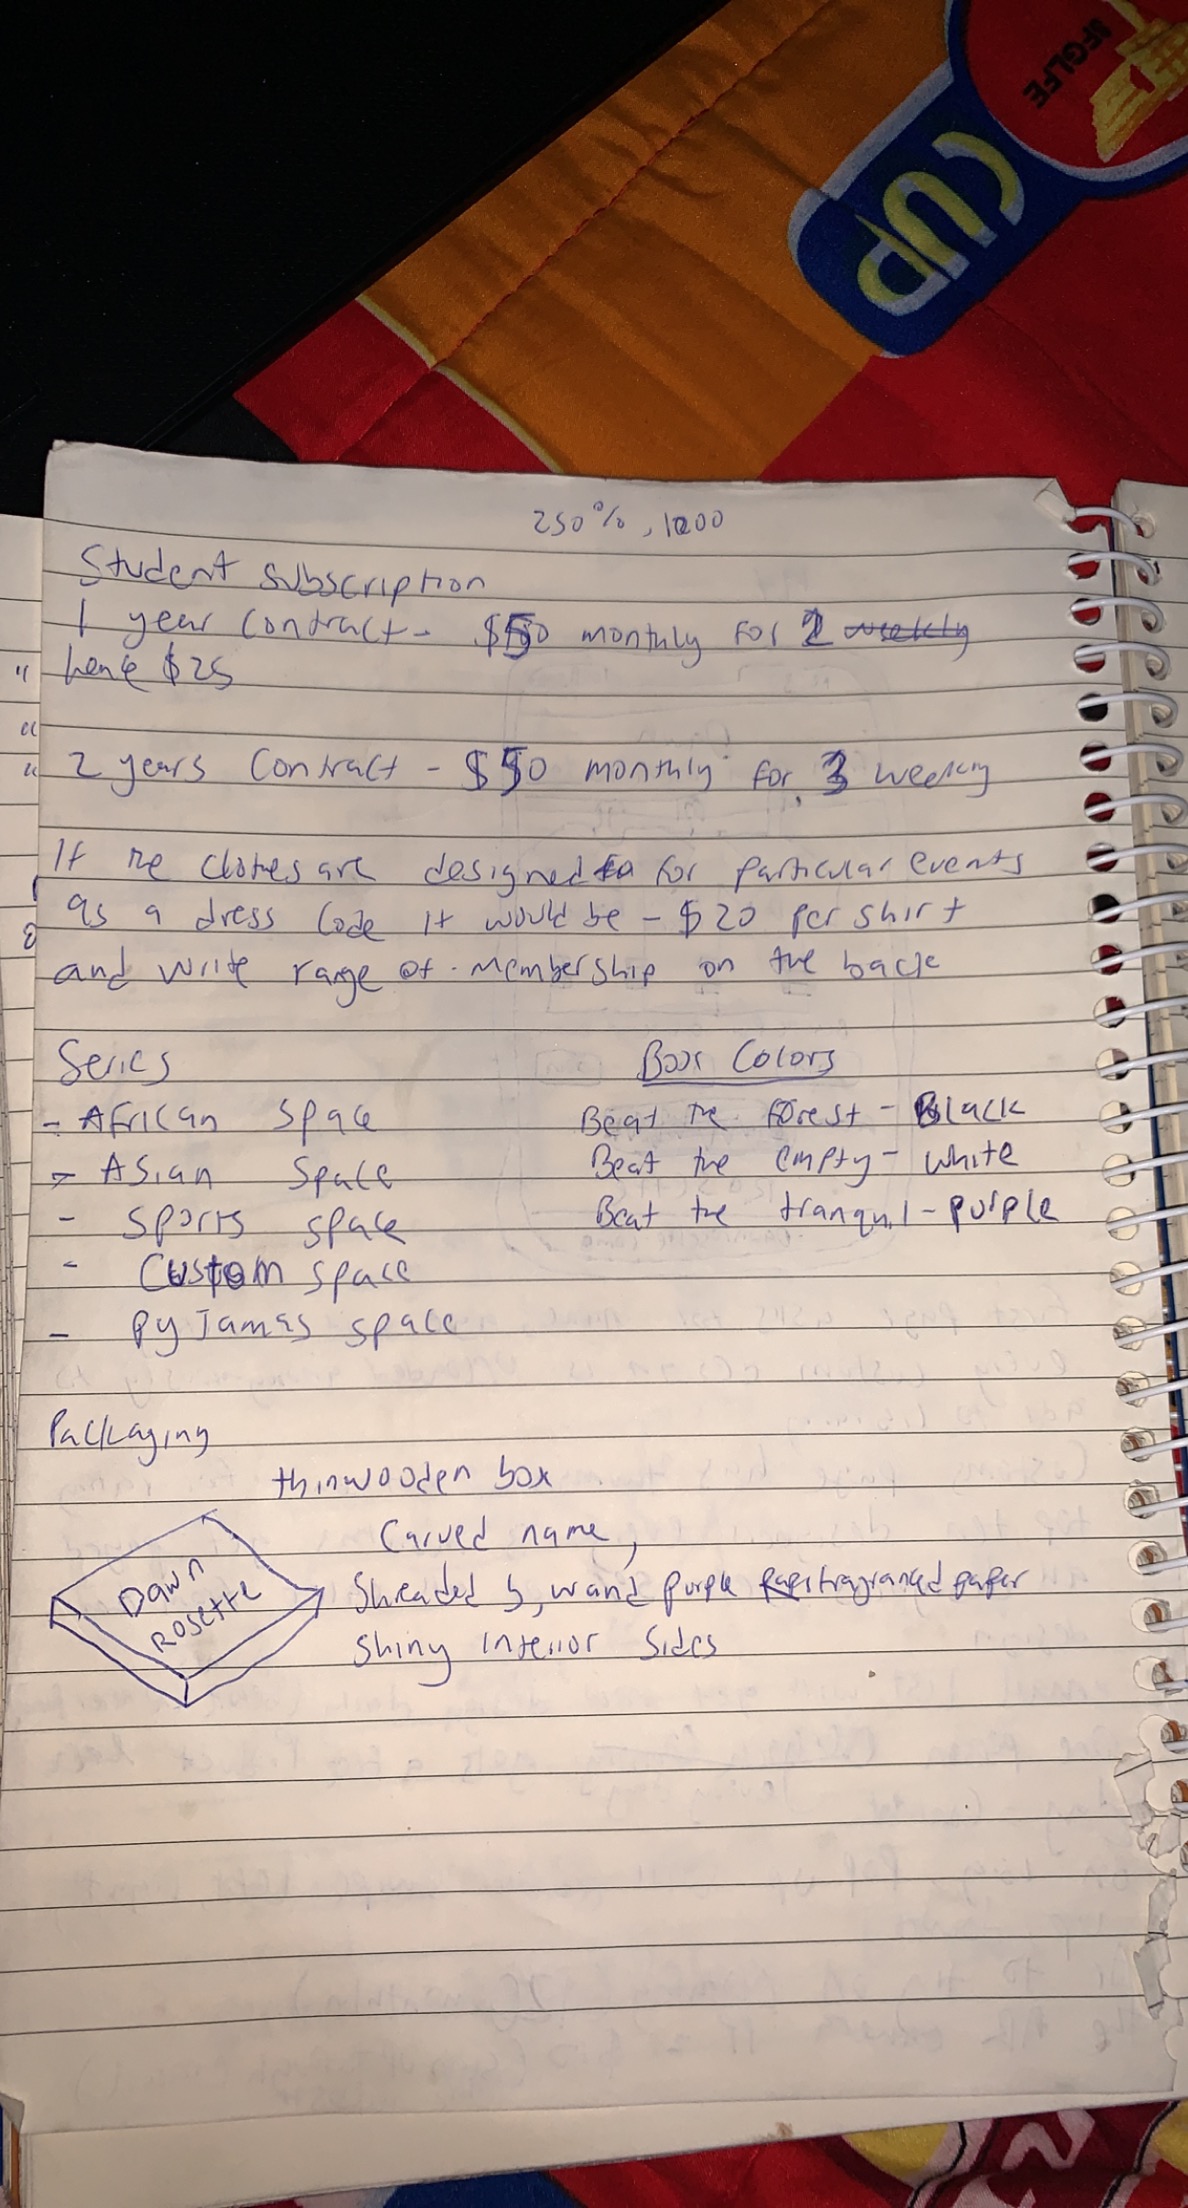 BFGLFE
CUP
250%, 1000
Student subscription
1 year contract - $50 monthly for 2 weekly
hence $25
2 years contract - $50 monthly for 3 weekly
If the clothes are designed for particular events
as a dress code it would be - $20 per shirt
and write range of membership on the back
Series
Box Colors
- African space
Beat the forest - Black
- Asian space
Beat the empty - white
- Sports space
Beat the tranquil - purple
- Custom space
- Pyjamas space
Packaging
thin wooden box
Carved name,
Dawn
Rosette
Shreaded b, w and purple paper
Shiny interior sides